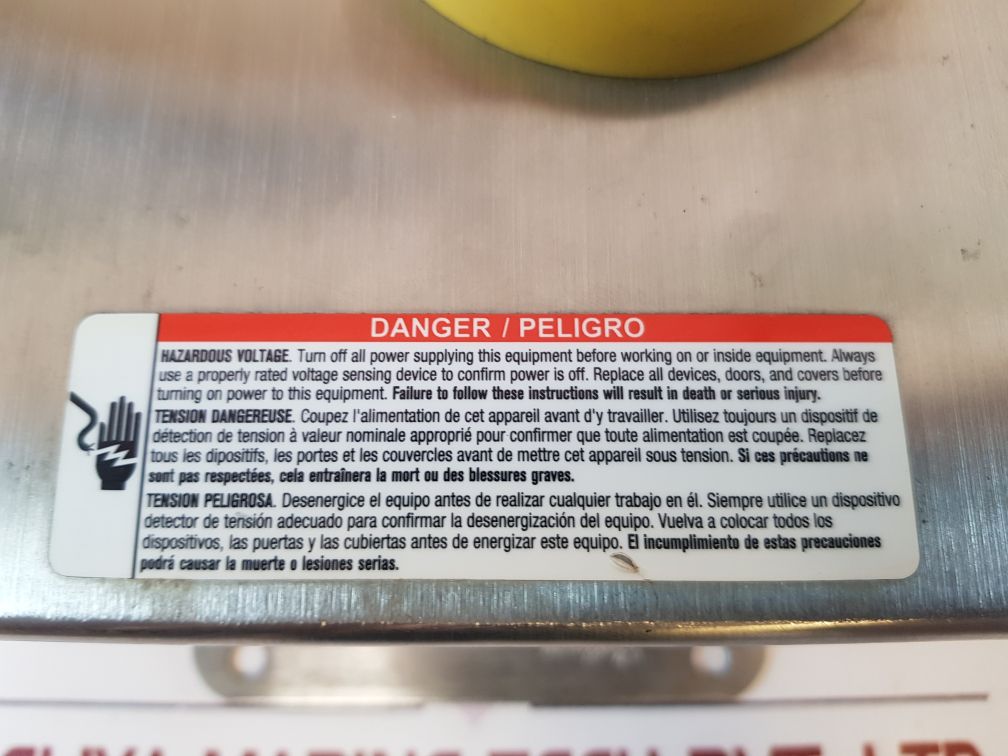 DANGER / PELIGRO
HAZARDOUS VOLTAGE. Turn off all power supplying this equipment before working on or inside equipment. Always
use a properly rated voltage sensing device to confirm power is off. Replace all devices, doors, and covers before
turning on power to this equipment. Failure to follow these instructions will result in death or serious injury.
TENSION DANGEREUSE. Coupez l'alimentation de cet appareil avant d'y travailler. Utilisez toujours un dispositif de
détection de tension à valeur nominale approprié pour confirmer que toute alimentation est coupée. Replacez
tous les dipositifs, les portes et les couvercles avant de mettre cet appareil sous tension. Si ces précautions ne
sont pas respectées, cela entraînera la mort ou des blessures graves.
TENSION PELIGROSA. Desenergice el equipo antes de realizar cualquier trabajo en él. Siempre utilice un dispositivo
detector de tensión adecuado para confirmar la desenergización del equipo. Vuelva a colocar todos los
dispositivos, las puertas y las cubiertas antes de energizar este equipo. El incumplimiento de estas precauciones
podrá causar la muerte o lesiones serias.